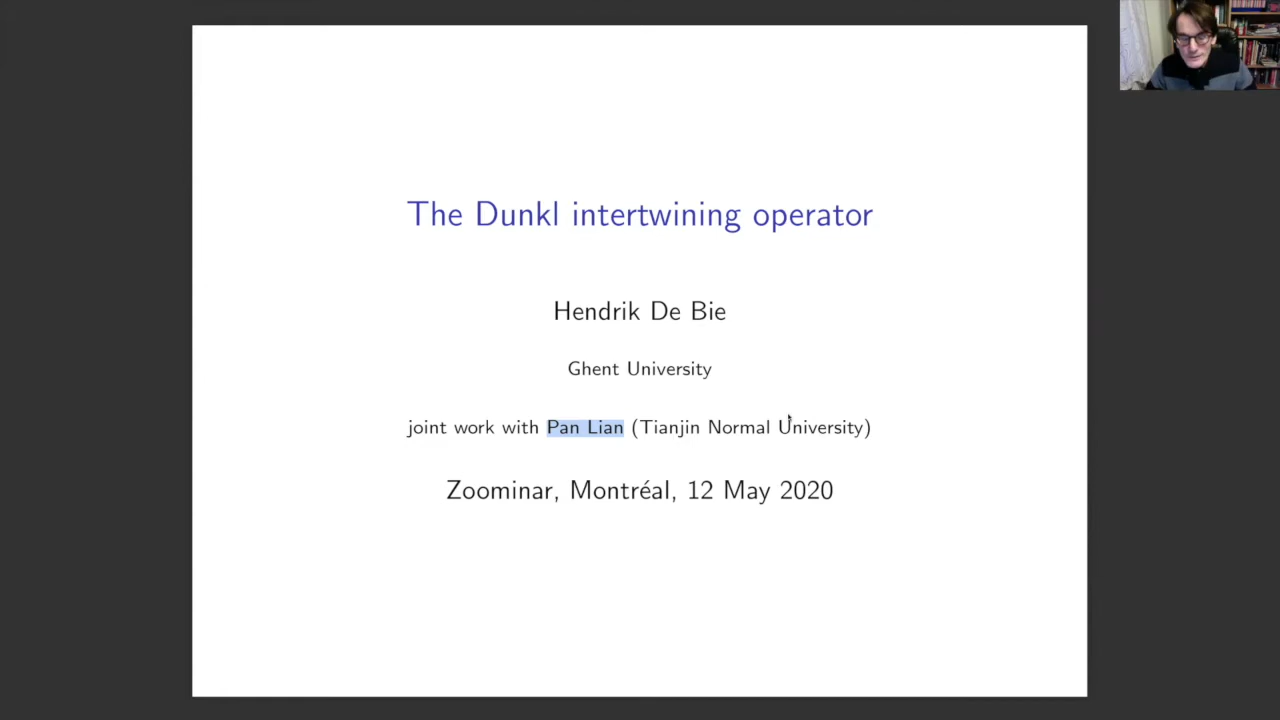 The Dunkl intertwining operator
Hendrik De Bie
Ghent University
joint work with Pan Lian (Tianjin Normal University)
Zoominar, Montréal, 12 May 2020